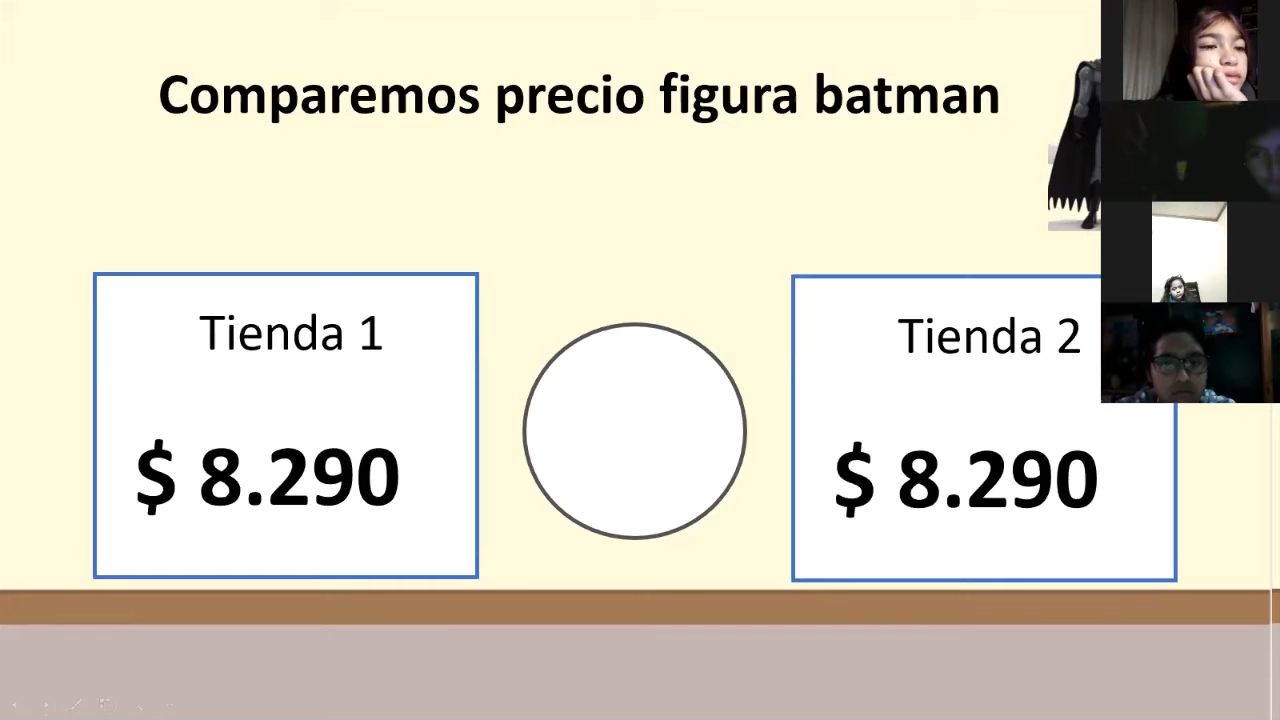 Comparemos precio figura batman
Tienda 1
$ 8.290
Tienda 2
$ 8.290